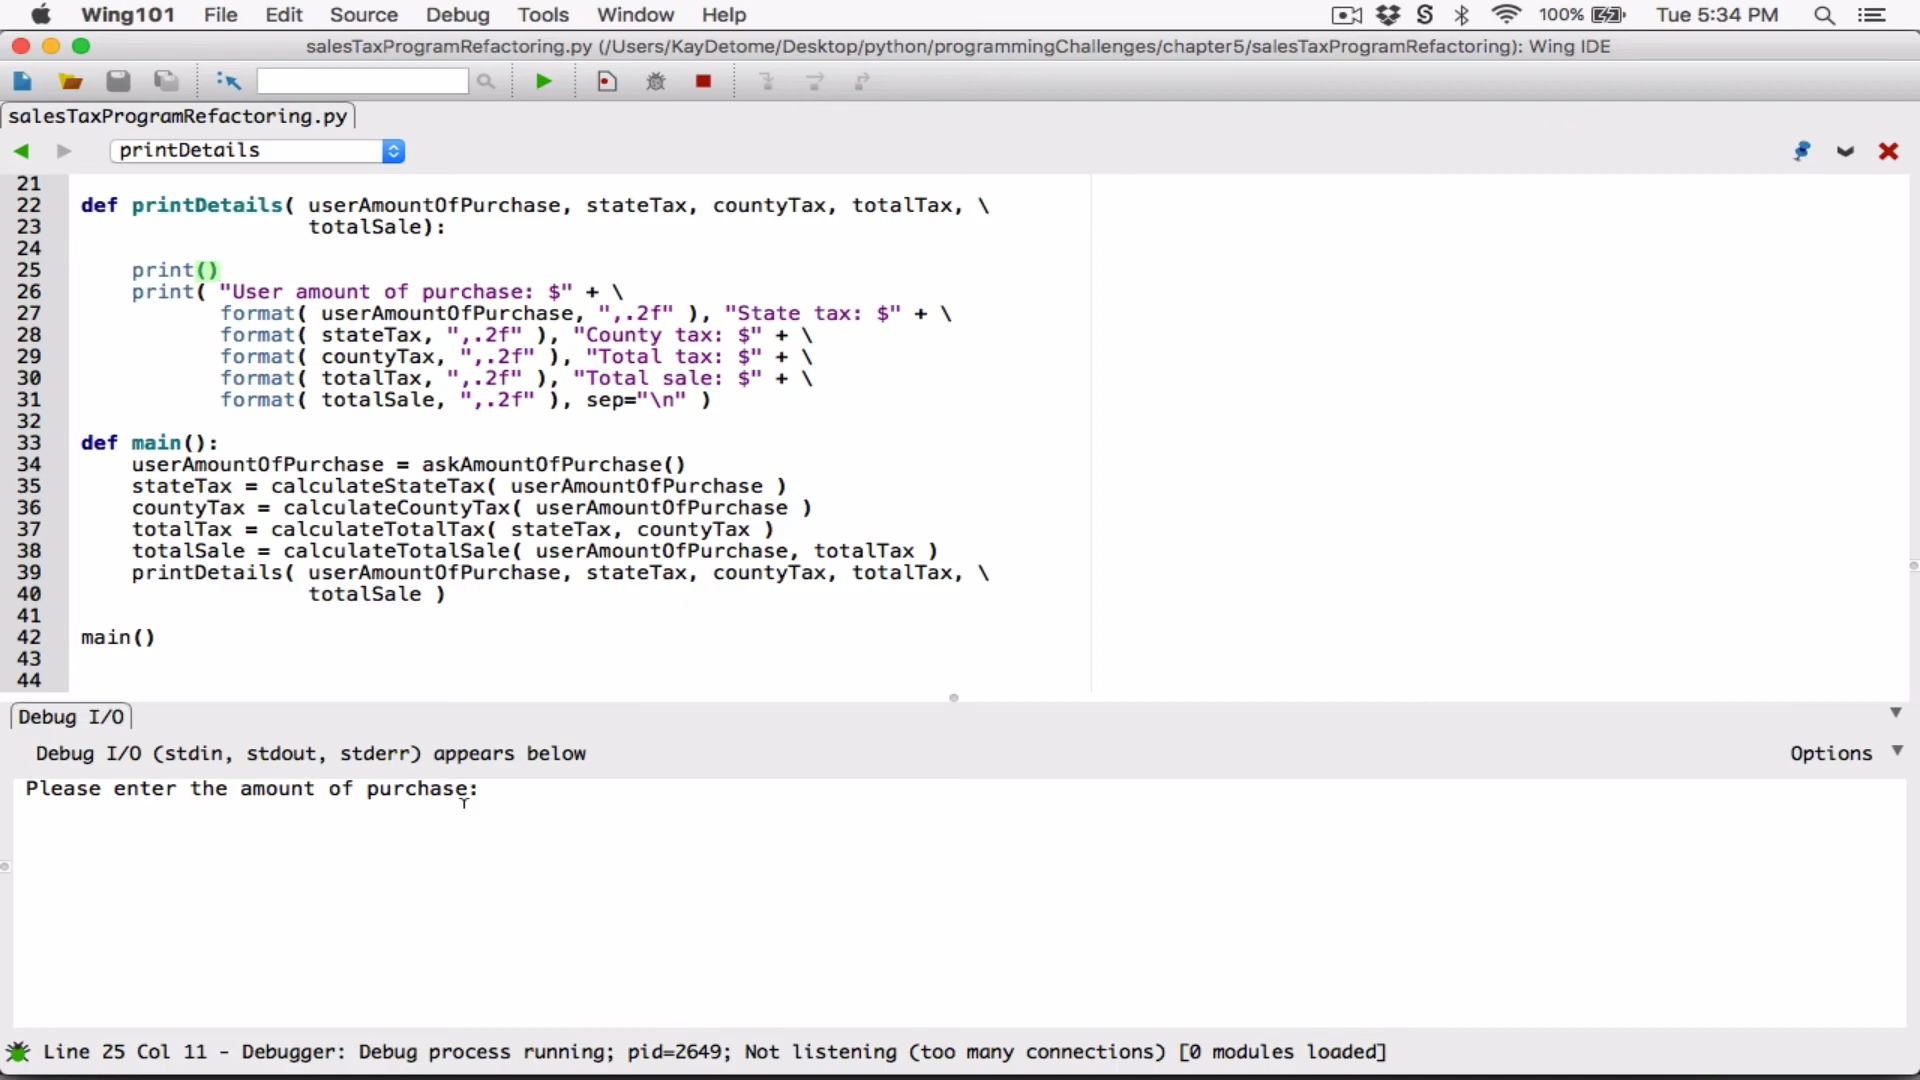 Wing101 File Edit Source Debug Tools Window Help 100% Tue 5:34 PM
salesTaxProgramRefactoring.py (/Users/KayDetome/Desktop/python/programmingChallenges/chapter5/salesTaxProgramRefactoring): Wing IDE
salesTaxProgramRefactoring.py
printDetails
21
22 def printDetails( userAmountOfPurchase, stateTax, countyTax, totalTax, \
23 totalSale):
24
25 print()
26 print( "User amount of purchase: $" + \
27 format( userAmountOfPurchase, ",.2f" ), "State tax: $" + \
28 format( stateTax, ",.2f" ), "County tax: $" + \
29 format( countyTax, ",.2f" ), "Total tax: $" + \
30 format( totalTax, ",.2f" ), "Total sale: $" + \
31 format( totalSale, ",.2f" ), sep="\n" )
32
33 def main():
34 userAmountOfPurchase = askAmountOfPurchase()
35 stateTax = calculateStateTax( userAmountOfPurchase )
36 countyTax = calculateCountyTax( userAmountOfPurchase )
37 totalTax = calculateTotalTax( stateTax, countyTax )
38 totalSale = calculateTotalSale( userAmountOfPurchase, totalTax )
39 printDetails( userAmountOfPurchase, stateTax, countyTax, totalTax, \
40 totalSale )
41
42 main()
43
44
Debug I/O
Debug I/O (stdin, stdout, stderr) appears below Options
Please enter the amount of purchase:
Line 25 Col 11 - Debugger: Debug process running; pid=2649; Not listening (too many connections) [0 modules loaded]